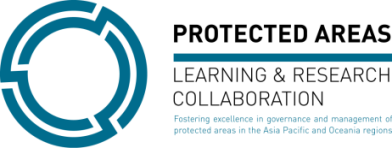 PROTECTED AREAS
LEARNING & RESEARCH
COLLABORATION
Fostering excellence in governance and management of
protected areas in the Asia Pacific and Oceania regions